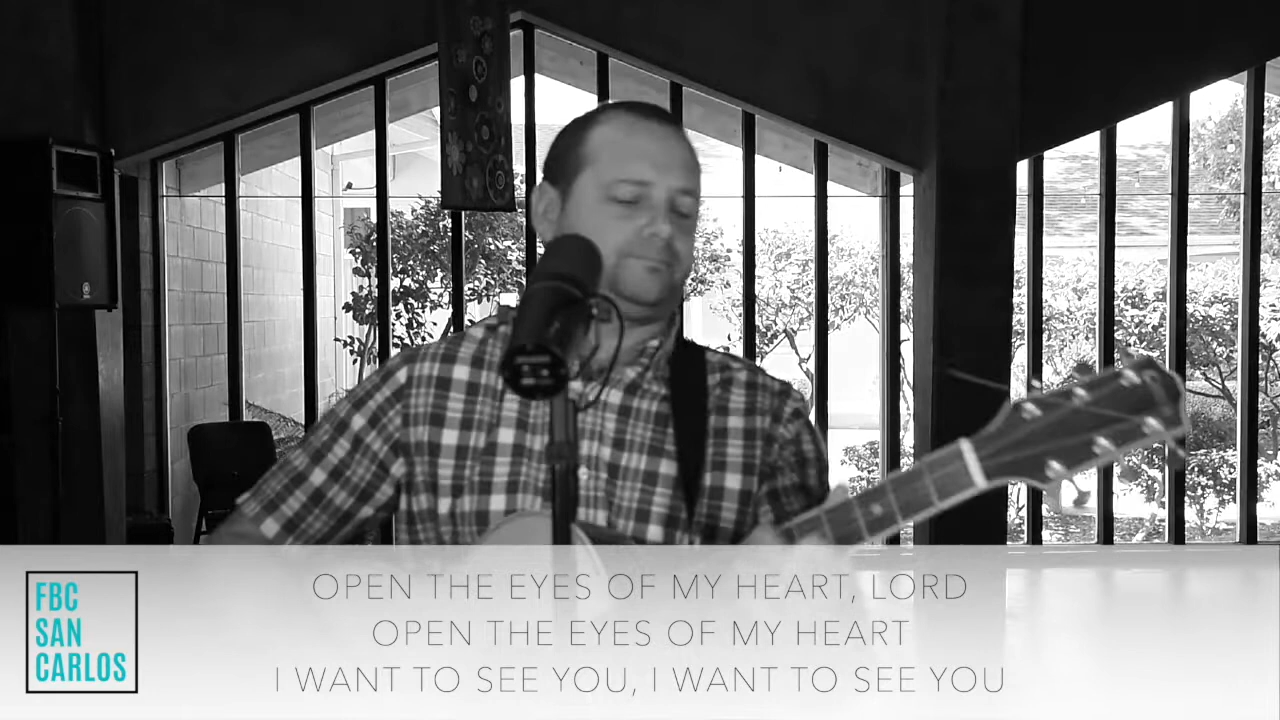 OPEN THE EYES OF MY HEART, LORD
OPEN THE EYES OF MY HEART
I WANT TO SEE YOU, I WANT TO SEE YOU
FBC
SAN
CARLOS